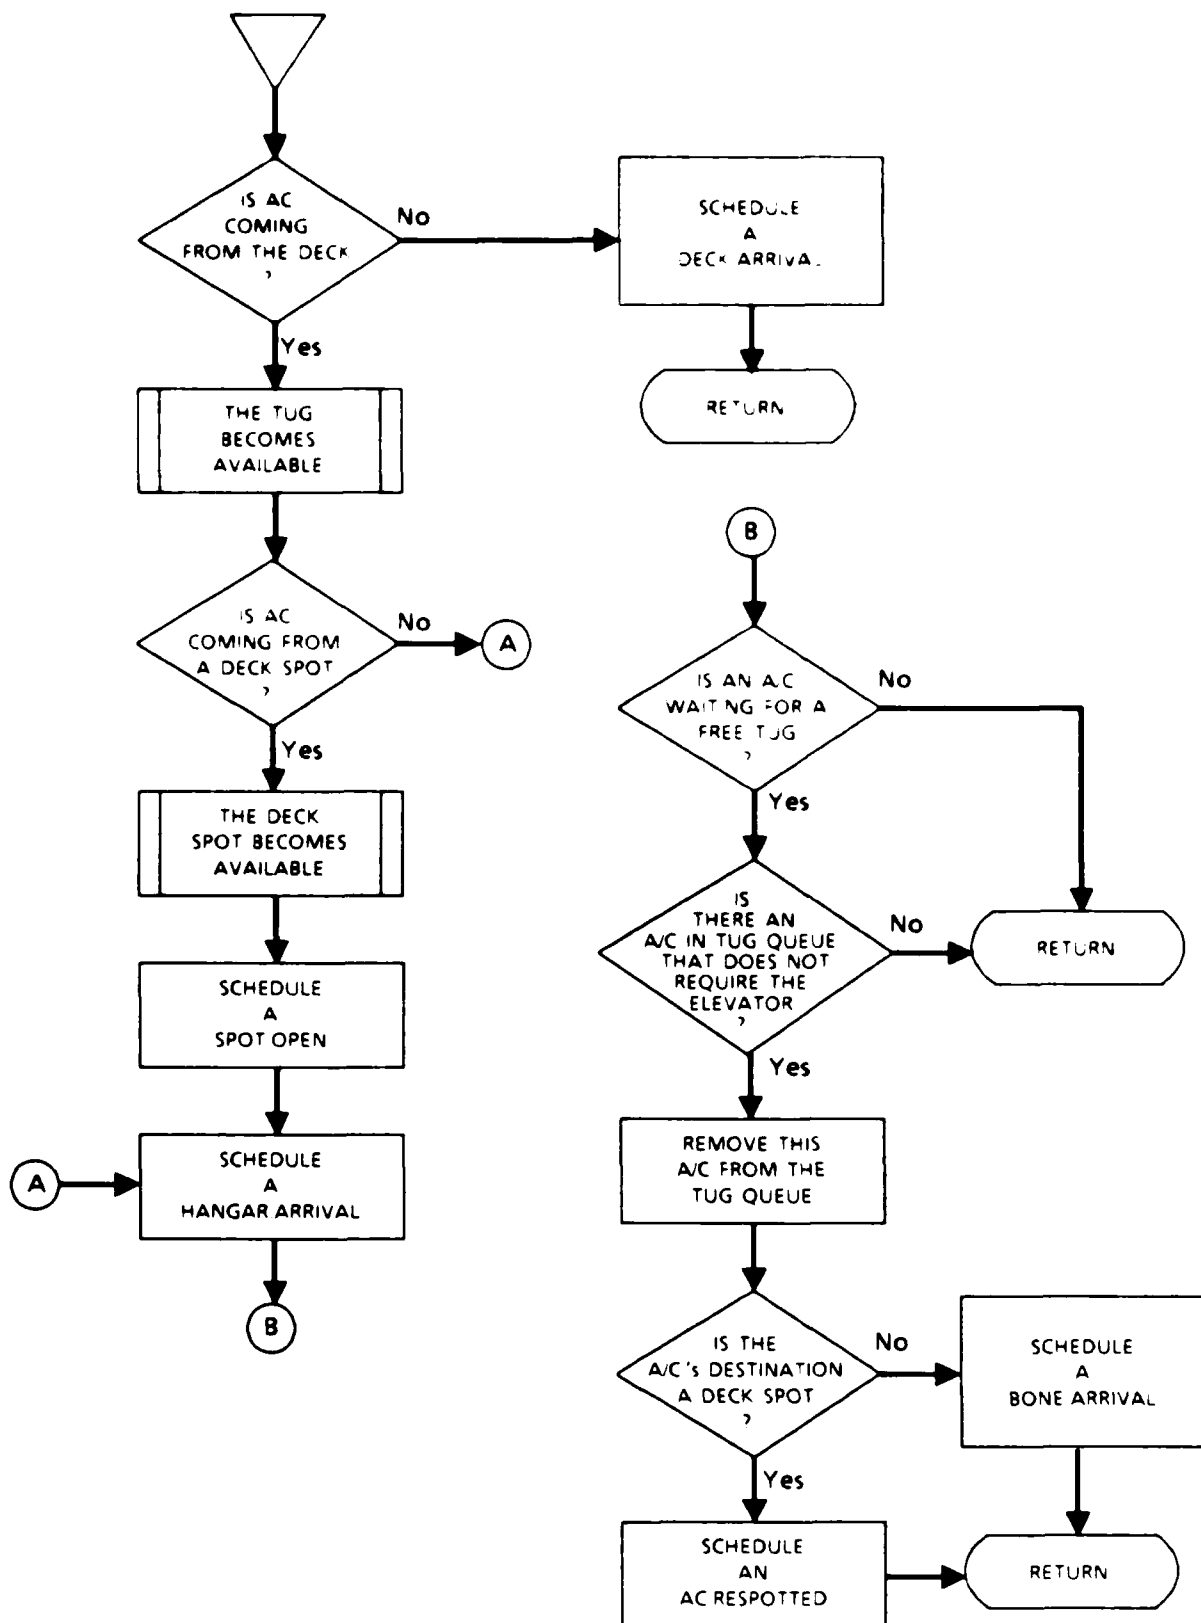 IS AC
COMING
FROM THE DECK
?
No
SCHEDULE
A
DECK ARRIVAL
Yes
RETURN
THE TUG
BECOMES
AVAILABLE
IS AC
COMING FROM
A DECK SPOT
?
No
A
Yes
THE DECK
SPOT BECOMES
AVAILABLE
SCHEDULE
A
SPOT OPEN
A
SCHEDULE
A
HANGAR ARRIVAL
B
B
IS AN A/C
WAITING FOR A
FREE TUG
?
No
Yes
IS
THERE AN
A/C IN TUG QUEUE
THAT DOES NOT
REQUIRE THE
ELEVATOR
?
No
RETURN
Yes
REMOVE THIS
A/C FROM THE
TUG QUEUE
IS THE
A/C's DESTINATION
A DECK SPOT
?
No
SCHEDULE
A
BONE ARRIVAL
Yes
SCHEDULE
AN
AC RESPOTTED
RETURN